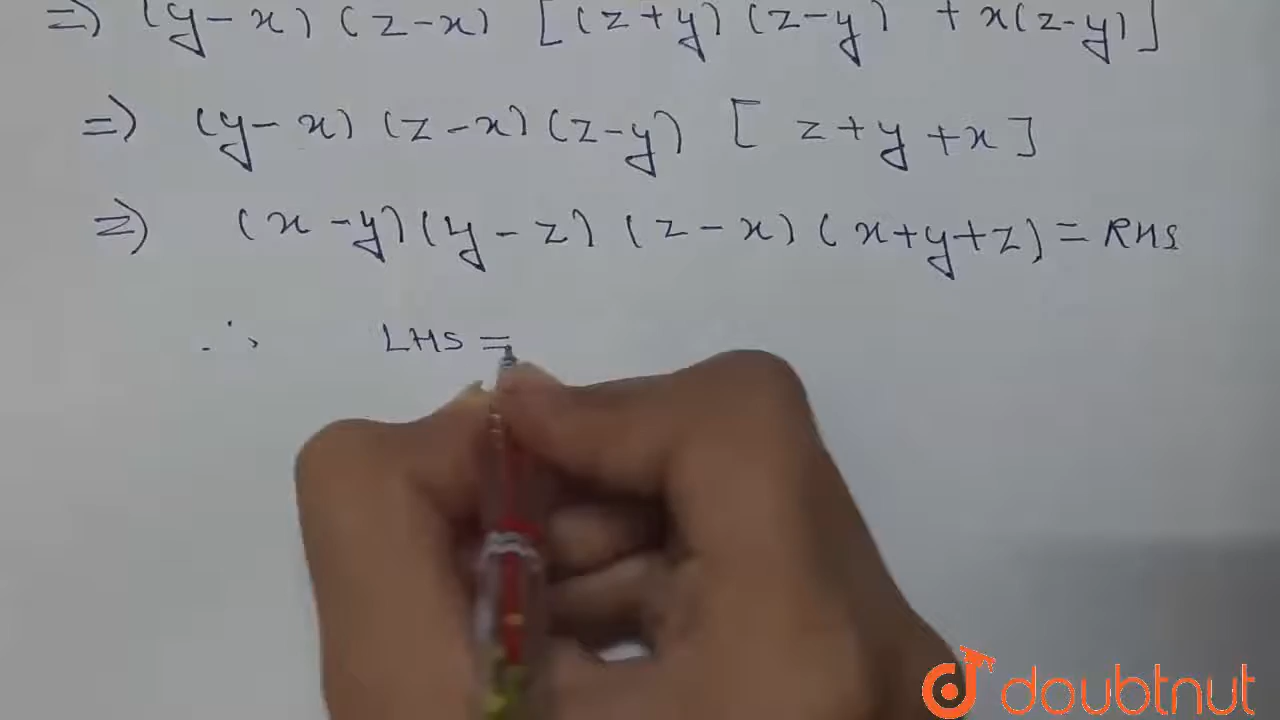 => (y-x) (z-x) [(z+y) (z-y) + x(z-y)]
=> (y-x) (z-x) (z-y) [z+y+x]
=> (x-y) (y-z) (z-x) (x+y+z) = RHS
∴ LHS =
doubtnut